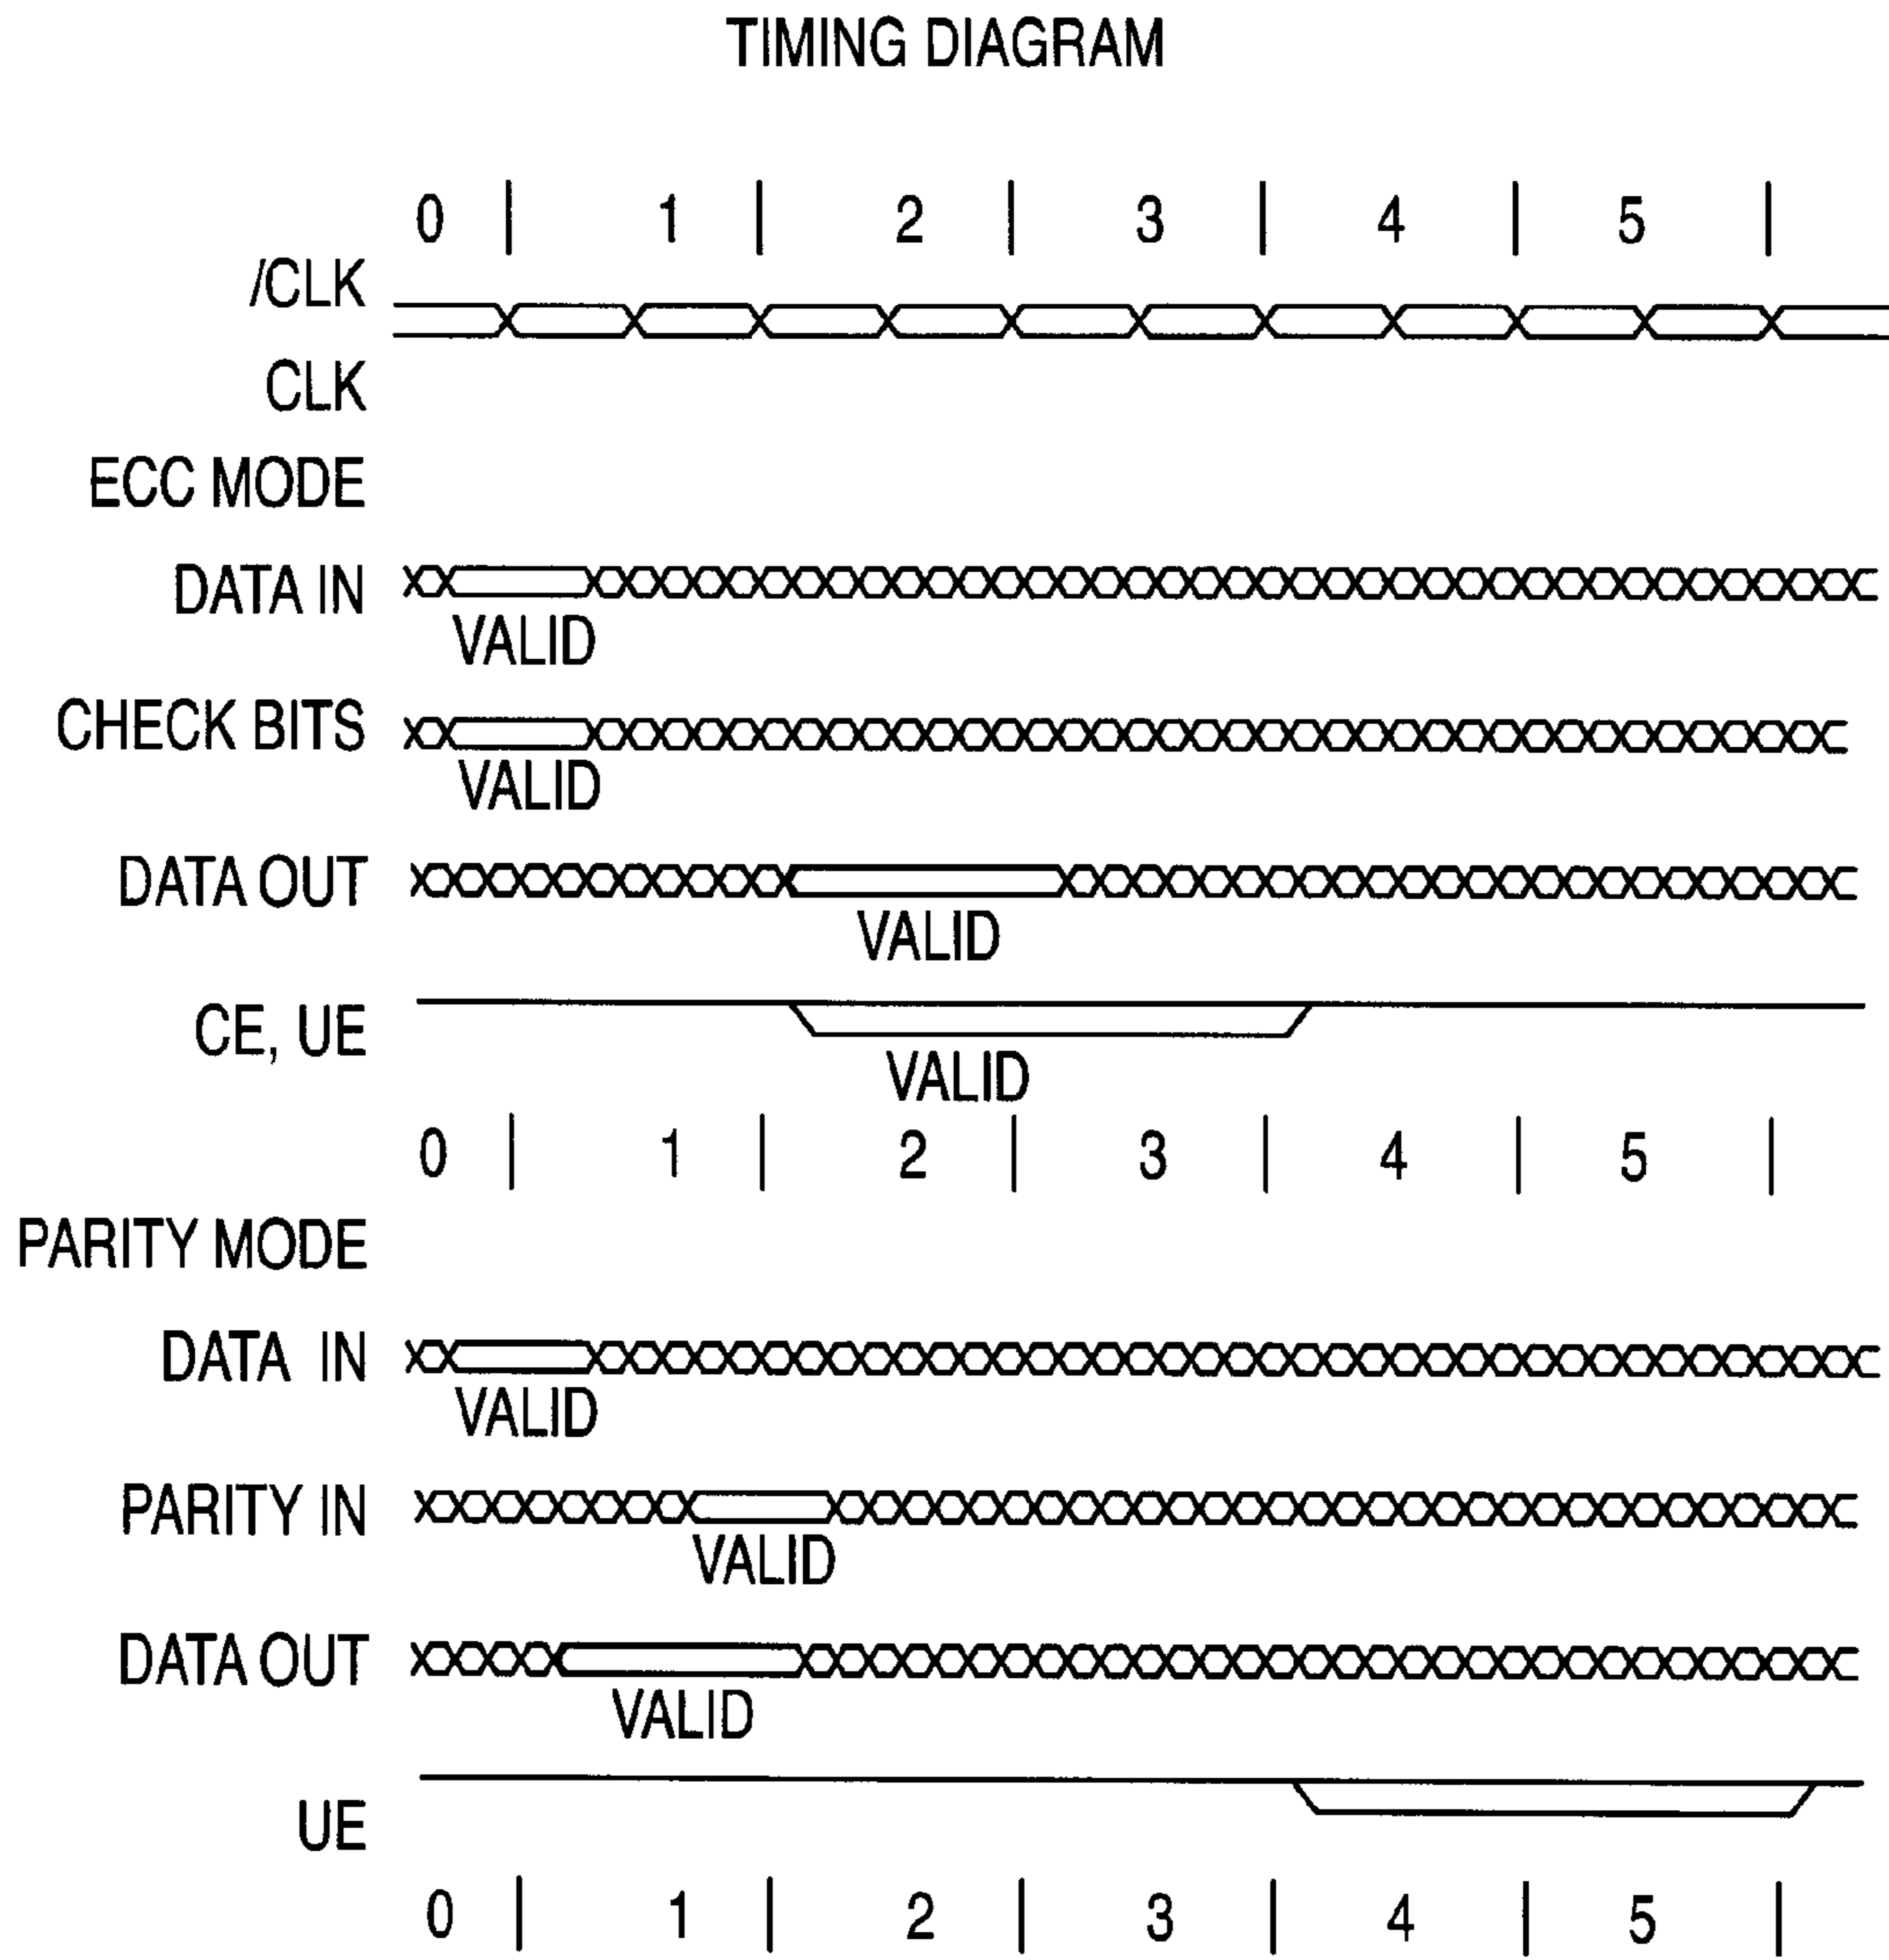 TIMING DIAGRAM
0 | 1 | 2 | 3 | 4 | 5 |
/CLK
CLK
ECC MODE
DATA IN
VALID
CHECK BITS
VALID
DATA OUT
VALID
CE, UE
VALID
0 | 1 | 2 | 3 | 4 | 5 |
PARITY MODE
DATA IN
VALID
PARITY IN
VALID
DATA OUT
VALID
UE
0 | 1 | 2 | 3 | 4 | 5 |